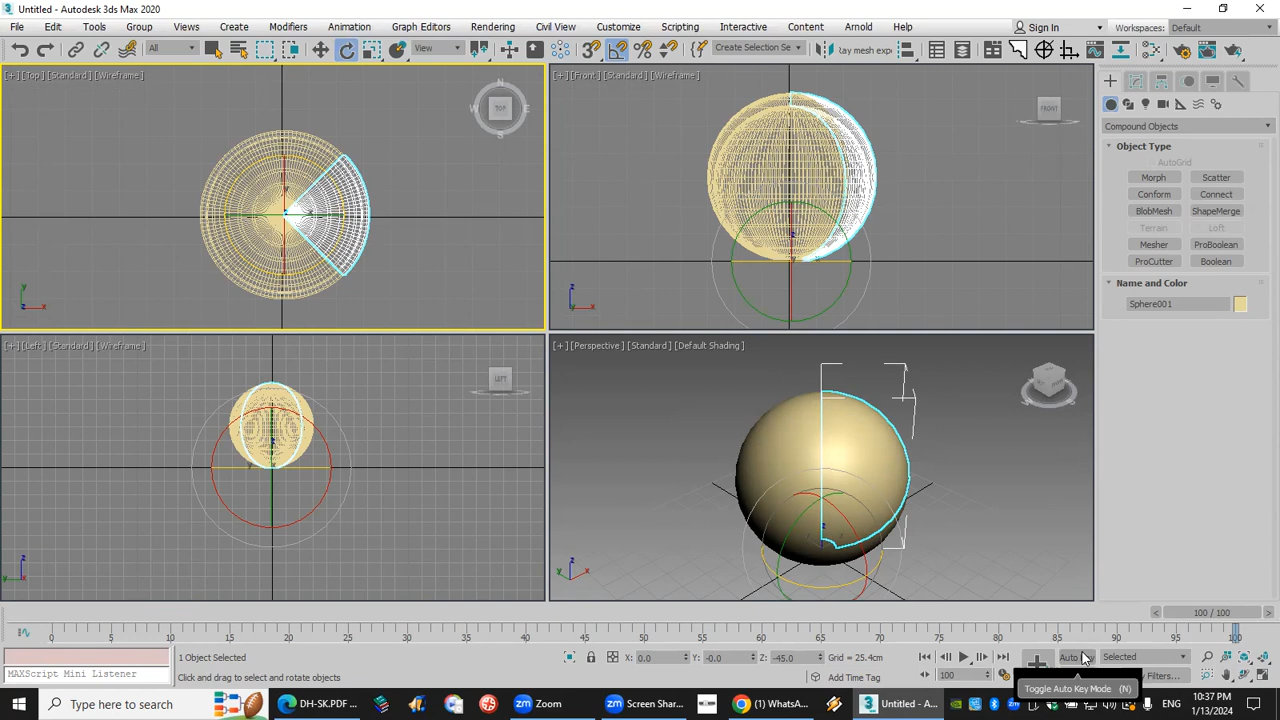 Untitled - Autodesk 3ds Max 2020
File Edit Tools Group Views Create Modifiers Animation Graph Editors Rendering Civil View Customize Scripting Interactive Content Arnold Help Sign In Workspaces: Default
All View Create Selection Se lay mesh exp
[+] [Top] [Standard] [Wireframe]
N
W TOP E
S
y
x
z x
[+] [Front] [Standard] [Wireframe]
FRONT
z
z
x
[+] [Left] [Standard] [Wireframe]
LEFT
z
y
z
y
[+] [Perspective] [Standard] [Default Shading]
z
y x
Compound Objects
Object Type
AutoGrid
Morph Scatter
Conform Connect
BlobMesh ShapeMerge
Terrain Loft
Mesher ProBoolean
ProCutter Boolean
Name and Color
Sphere001
100 / 100
0 5 10 15 20 25 30 35 40 45 50 55 60 65 70 75 80 85 90 95 100
1 Object Selected X: 0.0 Y: -0.0 Z: -45.0 Grid = 25.4cm Auto Selected
MAXScript Mini Listener Click and drag to select and rotate objects Add Time Tag 100 Filters...
Toggle Auto Key Mode (N)
Type here to search DH-SK.PDF ... Zoom Screen Shar... (1) WhatsA... Untitled - A...
10:37 PM
1/13/2024